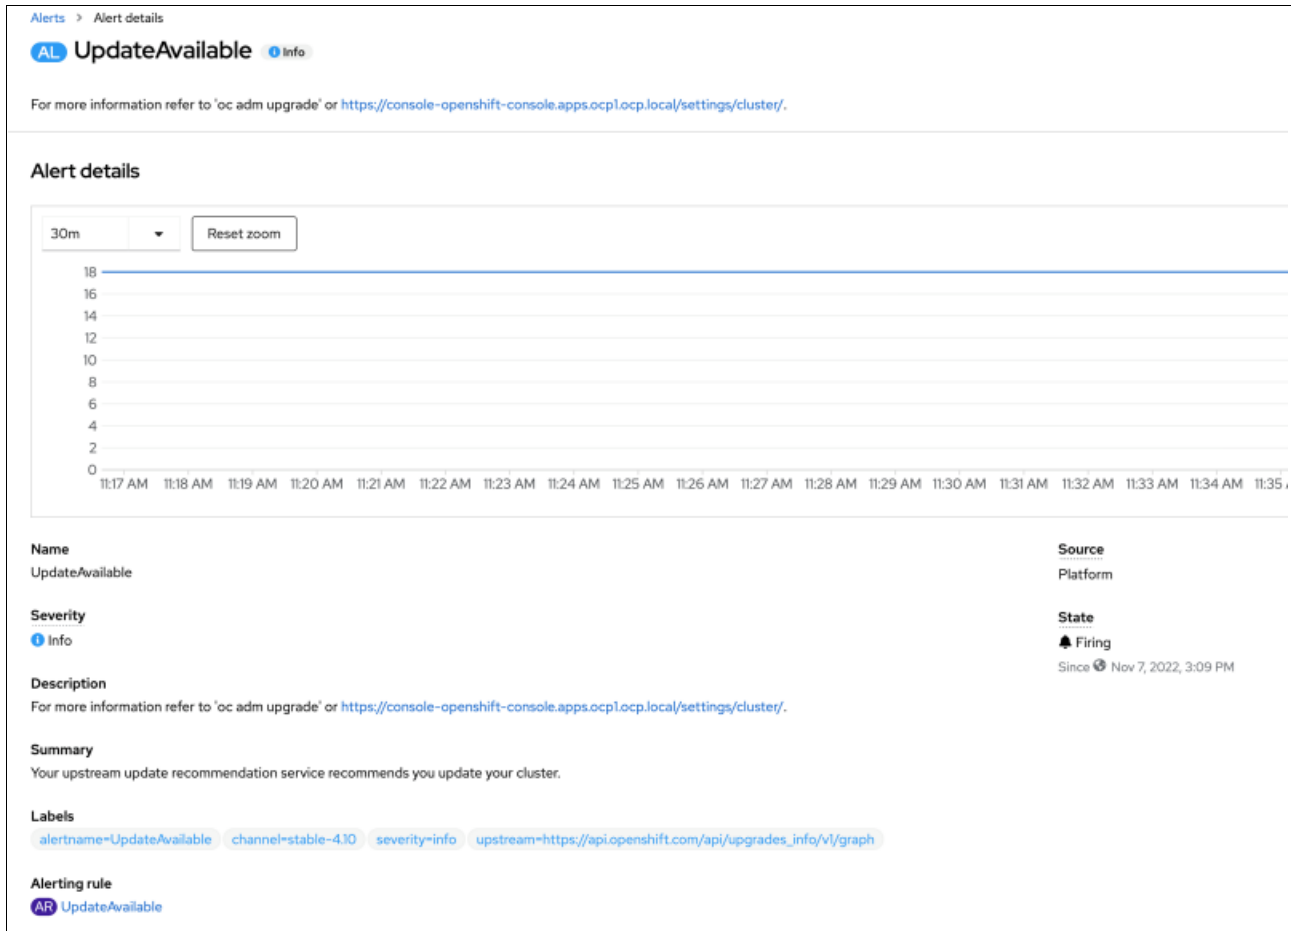 Alerts > Alert details
AL UpdateAvailable Info
For more information refer to 'oc adm upgrade' or https://console-openshift-console.apps.ocp1.ocp.local/settings/cluster/.
Alert details
30m Reset zoom
18
16
14
12
10
8
6
4
2
0
11:17 AM 11:18 AM 11:19 AM 11:20 AM 11:21 AM 11:22 AM 11:23 AM 11:24 AM 11:25 AM 11:26 AM 11:27 AM 11:28 AM 11:29 AM 11:30 AM 11:31 AM 11:32 AM 11:33 AM 11:34 AM 11:35
Name
UpdateAvailable
Source
Platform
Severity
Info
State
Firing
Since Nov 7, 2022, 3:09 PM
Description
For more information refer to 'oc adm upgrade' or https://console-openshift-console.apps.ocp1.ocp.local/settings/cluster/.
Summary
Your upstream update recommendation service recommends you update your cluster.
Labels
alertname=UpdateAvailable channel=stable-4.10 severity=info upstream=https://api.openshift.com/api/upgrades_info/v1/graph
Alerting rule
AR UpdateAvailable